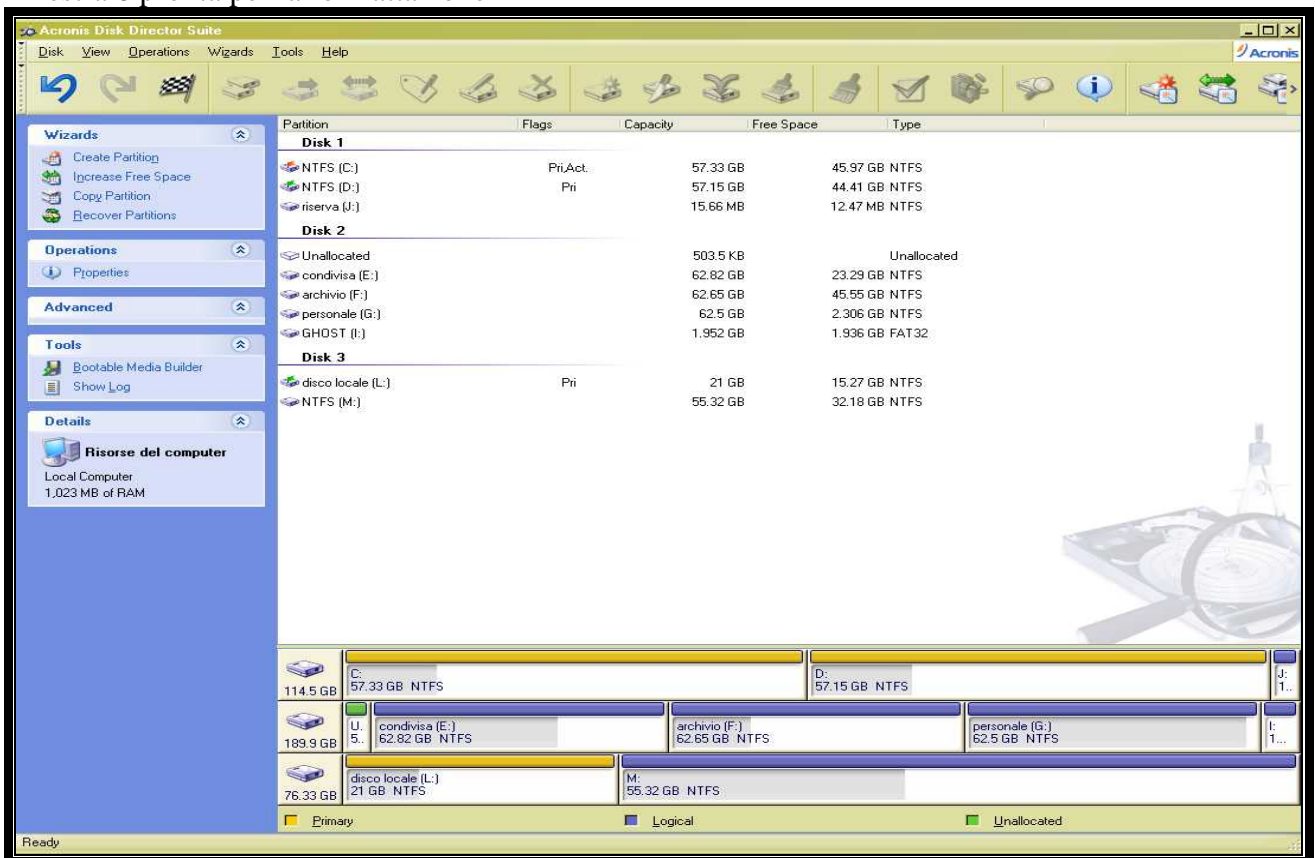 Acronis Disk Director Suite
Disk View Operations Wizards Tools Help
Acronis
Wizards
Create Partition
Increase Free Space
Copy Partition
Recover Partitions
Operations
Properties
Advanced
Tools
Bootable Media Builder
Show Log
Details
Risorse del computer
Local Computer
1,023 MB of RAM
Partition Flags Capacity Free Space Type
Disk 1
NTFS (C:) Pri,Act. 57.33 GB 45.97 GB NTFS
NTFS (D:) Pri 57.15 GB 44.41 GB NTFS
riserva (J:) 15.66 MB 12.47 MB NTFS
Disk 2
Unallocated 503.5 KB Unallocated
condivisa (E:) 62.82 GB 23.29 GB NTFS
archivio (F:) 62.65 GB 45.55 GB NTFS
personale (G:) 62.5 GB 2.306 GB NTFS
GHOST (I:) 1.952 GB 1.936 GB FAT32
Disk 3
disco locale (L:) Pri 21 GB 15.27 GB NTFS
NTFS (M:) 55.32 GB 32.18 GB NTFS
114.5 GB
C:
57.33 GB NTFS
D:
57.15 GB NTFS
J:
1..
189.9 GB
U.
5..
condivisa (E:)
62.82 GB NTFS
archivio (F:)
62.65 GB NTFS
personale (G:)
62.5 GB NTFS
I:
1...
76.33 GB
disco locale (L:)
21 GB NTFS
M:
55.32 GB NTFS
Primary Logical Unallocated
Ready